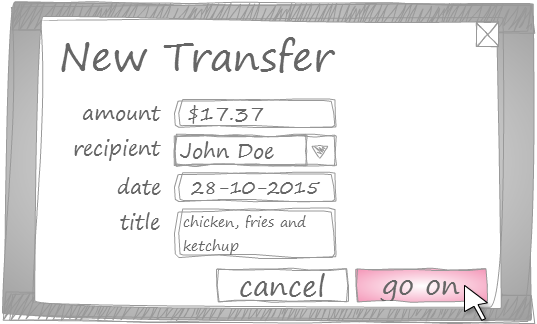 New Transfer
amount $17.37
recipient John Doe
date 28-10-2015
title chicken, fries and
ketchup
cancel go on